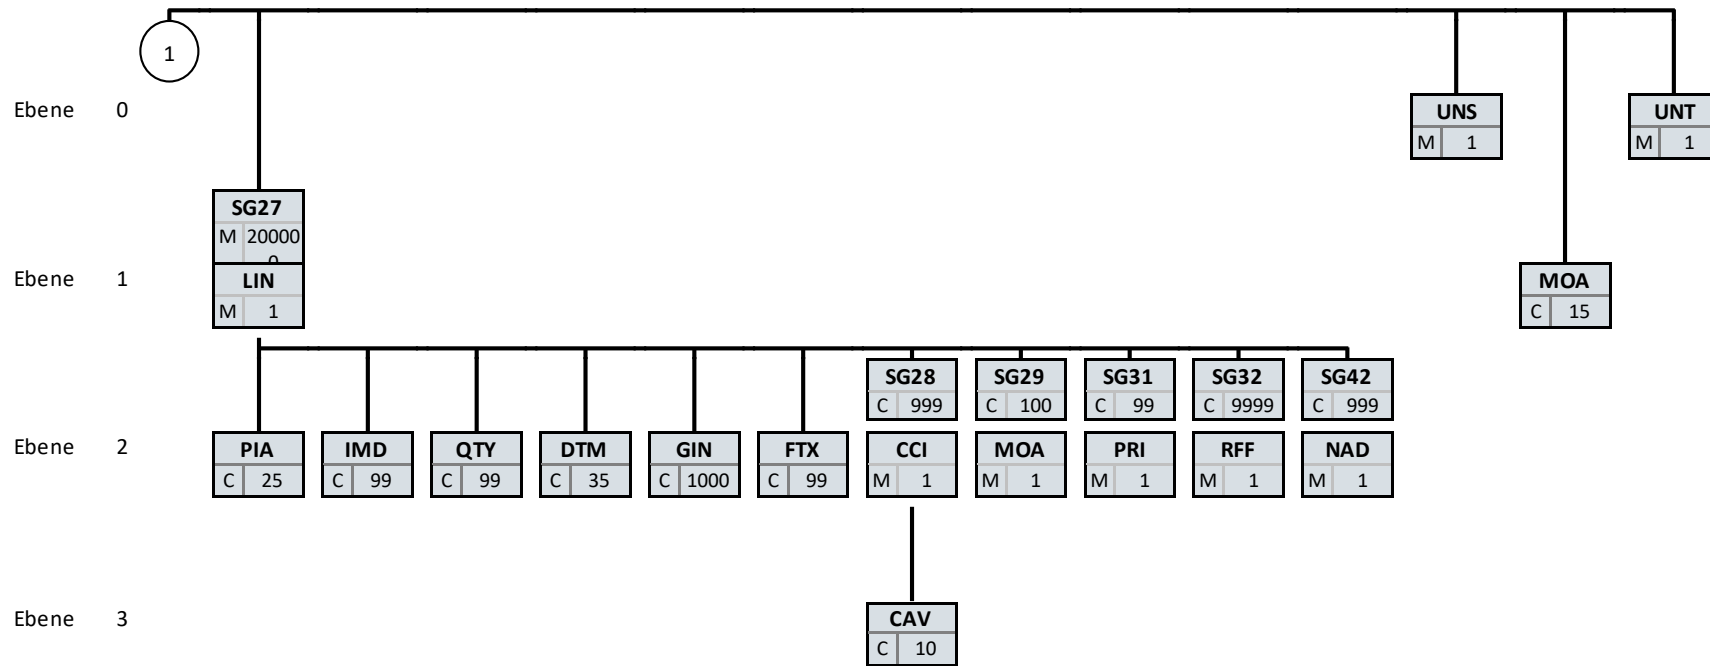 1
Ebene 0
UNS
M 1
UNT
M 1
SG27
M 20000
0
Ebene 1
LIN
M 1
MOA
C 15
SG28 SG29 SG31 SG32 SG42
C 999 C 100 C 99 C 9999 C 999
Ebene 2
PIA IMD QTY DTM GIN FTX CCI MOA PRI RFF NAD
C 25 C 99 C 99 C 35 C 1000 C 99 M 1 M 1 M 1 M 1 M 1
Ebene 3
CAV
C 10